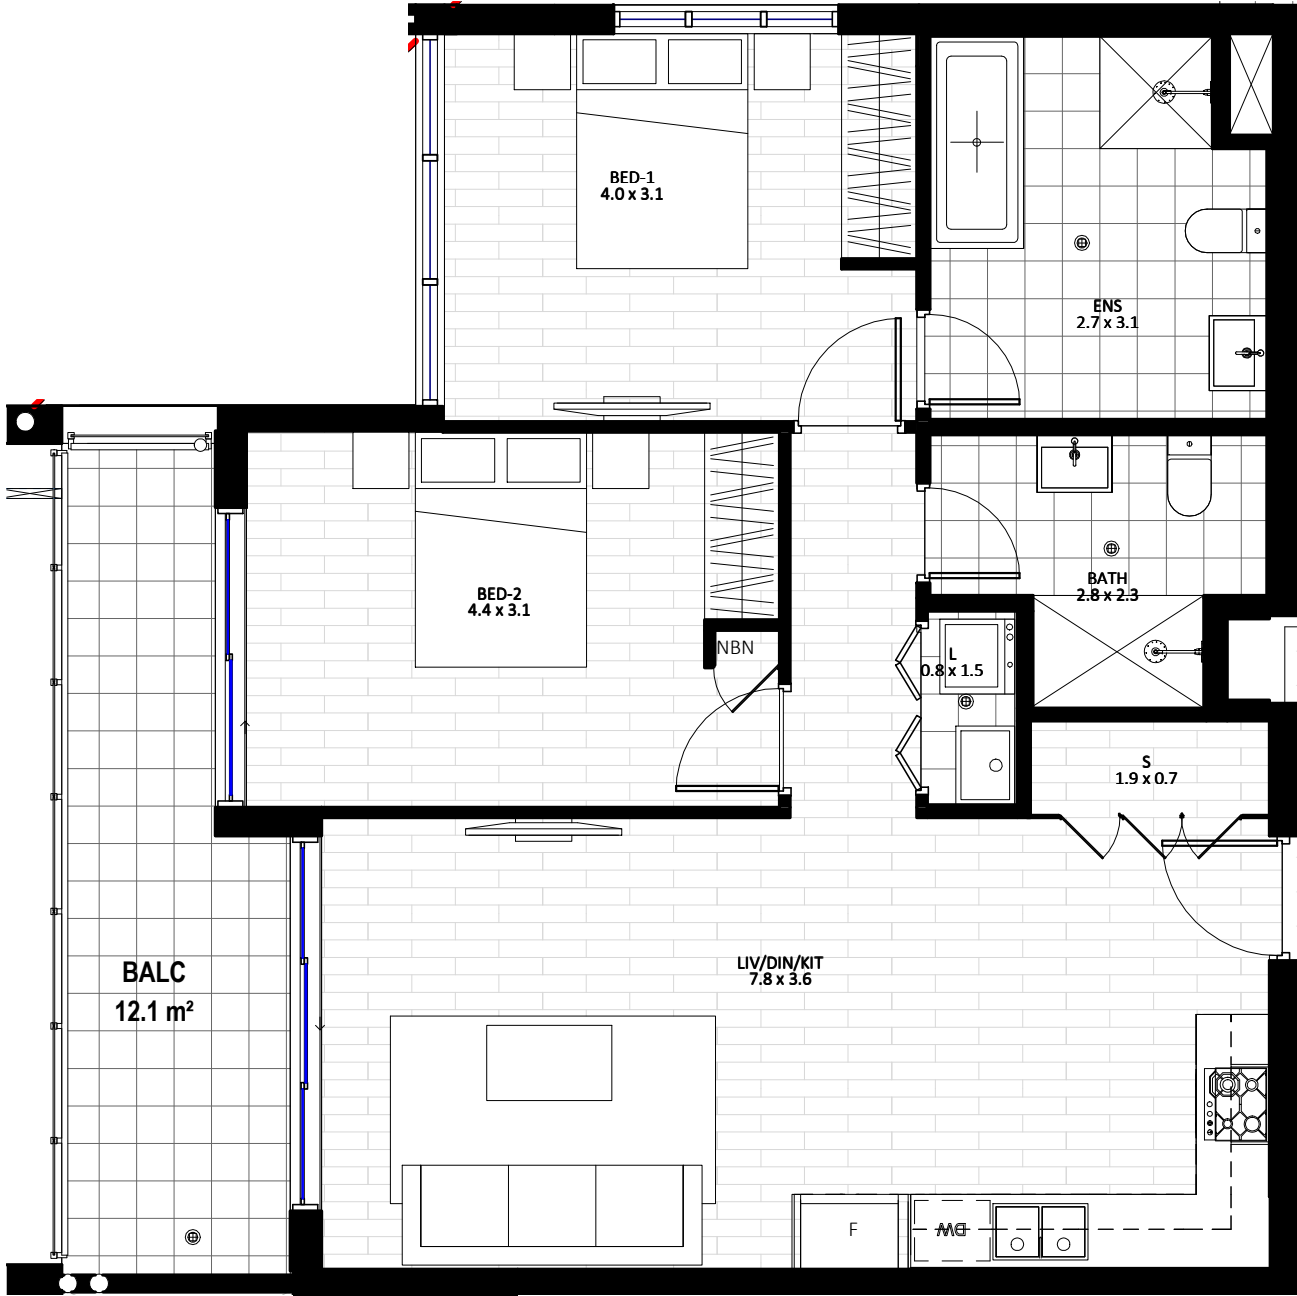 BED-1
4.0 x 3.1
ENS
2.7 x 3.1
BED-2
4.4 x 3.1
BATH
2.8 x 2.3
NBN
L
0.8 x 1.5
S
1.9 x 0.7
LIV/DIN/KIT
7.8 x 3.6
BALC
12.1 m²
F
DW